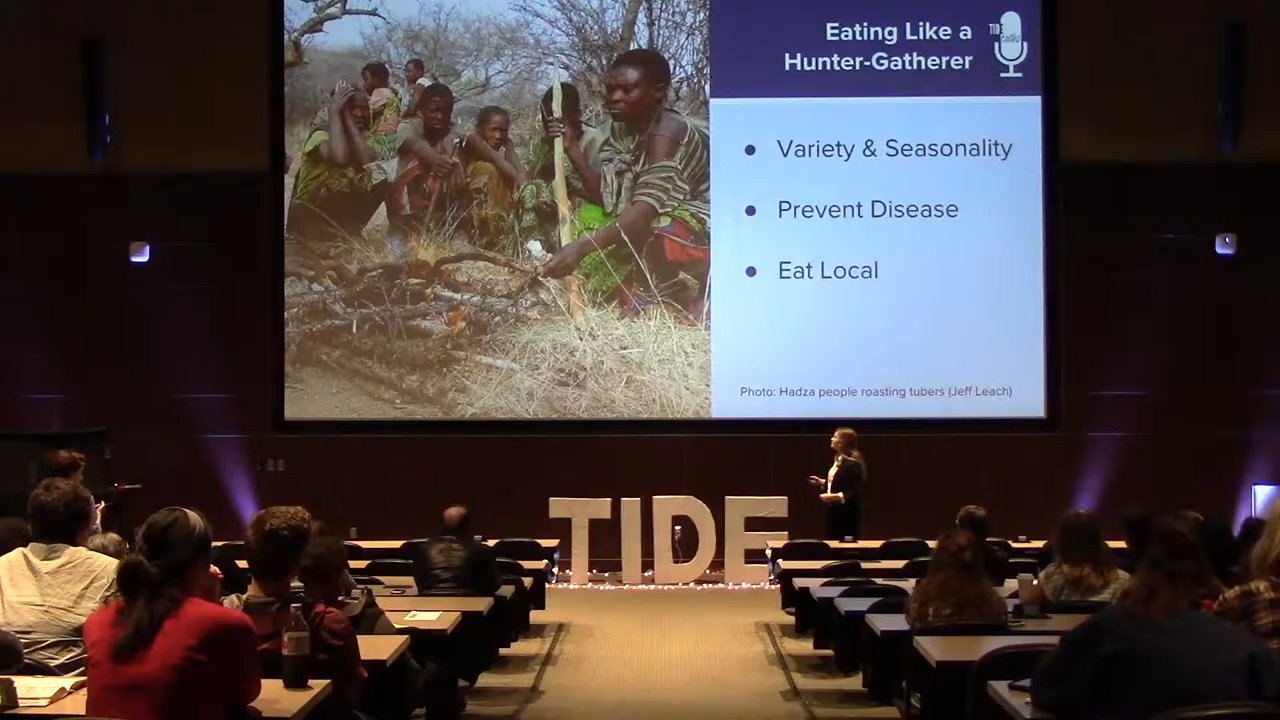 Eating Like a
Hunter-Gatherer
TIDE
talks
● Variety & Seasonality
● Prevent Disease
● Eat Local
Photo: Hadza people roasting tubers (Jeff Leach)
TIDE